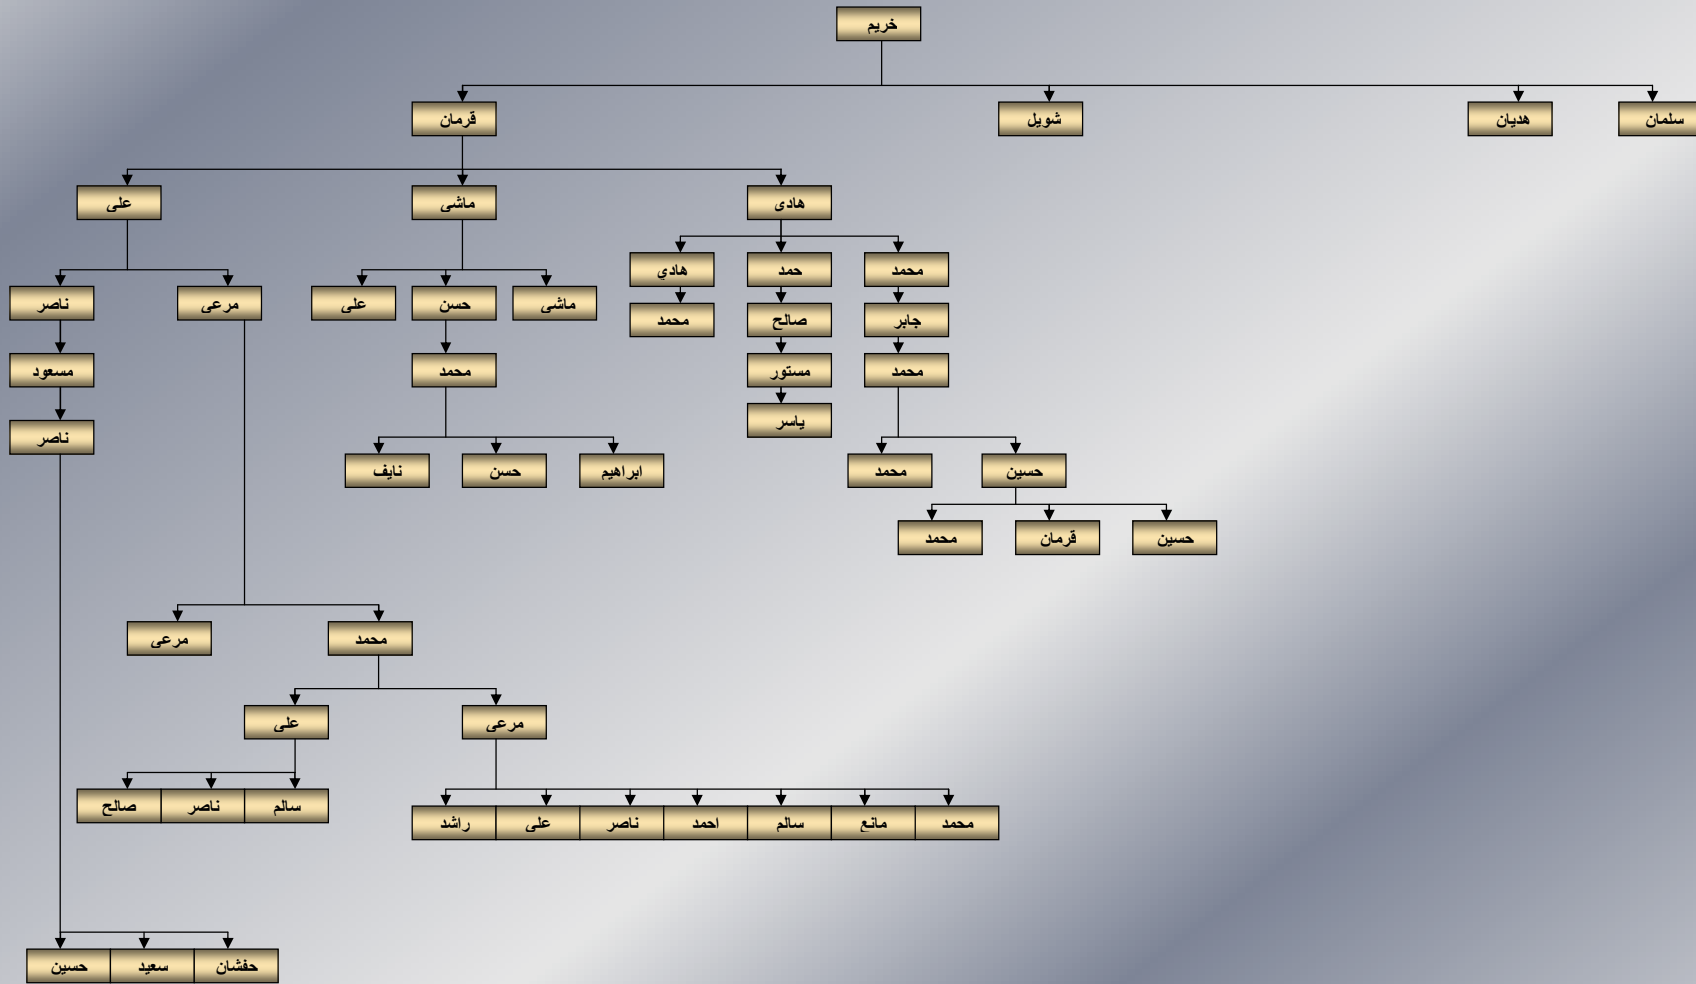 خريم
سلمان هديان شويل قرمان
هادى ماشى على
محمد حمد هادي
ماشى حسن على مرعى ناصر
جابر صالح محمد
محمد مستور محمد مسعود
ياسر
ناصر
حسين محمد ابراهيم حسن نايف
حسين قرمان محمد
محمد مرعى
مرعى على
سالم ناصر صالح
محمد مانع سالم احمد ناصر على راشد
حفشان سعيد حسين